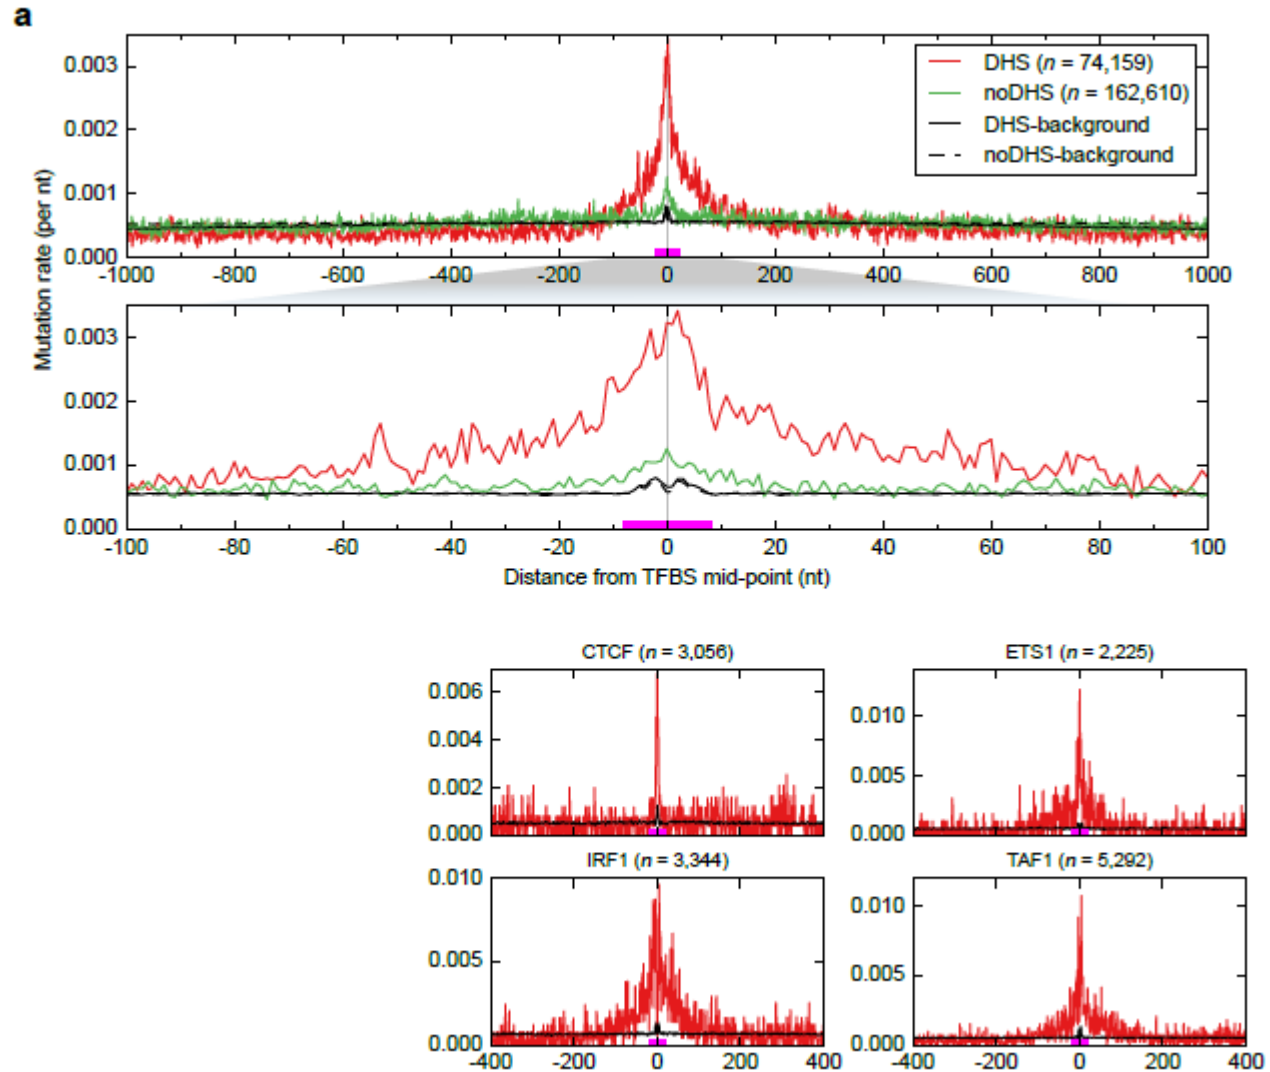 a
Mutation rate (per nt)
0.003
0.002
0.001
0.000
DHS (n = 74,159)
noDHS (n = 162,610)
DHS-background
noDHS-background
-1000 -800 -600 -400 -200 0 200 400 600 800 1000
0.003
0.002
0.001
0.000
-100 -80 -60 -40 -20 0 20 40 60 80 100
Distance from TFBS mid-point (nt)
CTCF (n = 3,056)
0.006
0.004
0.002
0.000
ETS1 (n = 2,225)
0.010
0.005
0.000
IRF1 (n = 3,344)
0.010
0.005
0.000
-400 -200 0 200 400
TAF1 (n = 5,292)
0.010
0.005
0.000
-400 -200 0 200 400